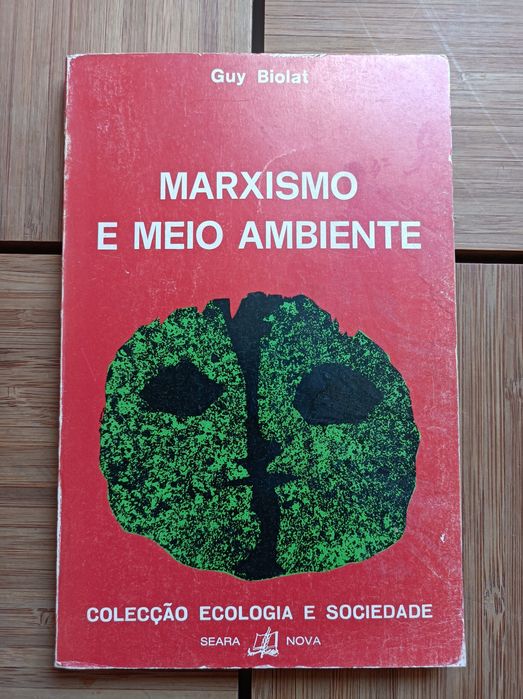 Guy Biolat
MARXISMO
E MEIO AMBIENTE
COLECÇÃO ECOLOGIA E SOCIEDADE
SEARA NOVA